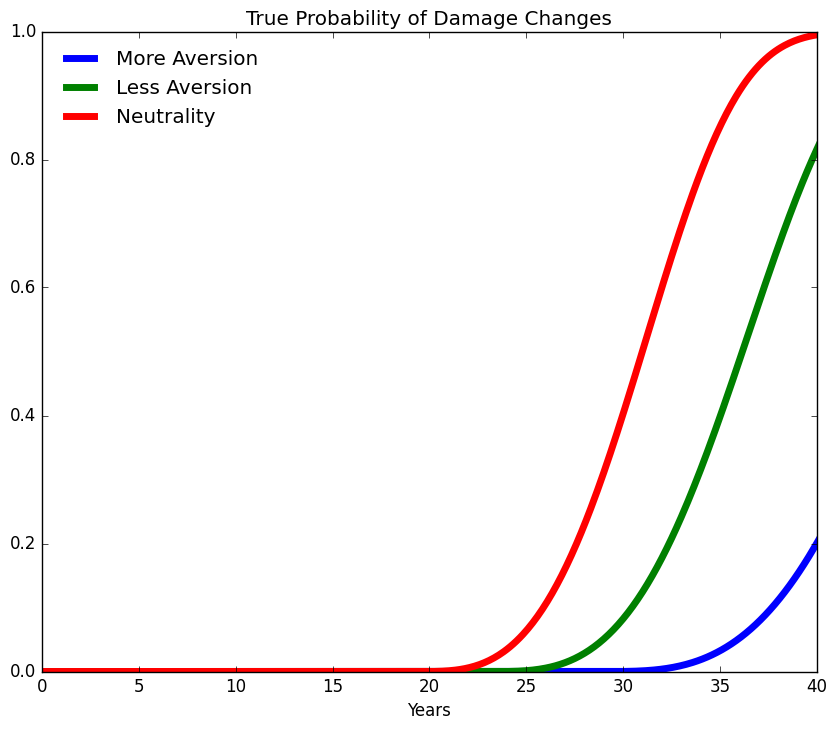 True Probability of Damage Changes
More Aversion
Less Aversion
Neutrality
1.0
0.8
0.6
0.4
0.2
0.0
0 5 10 15 20 25 30 35 40
Years